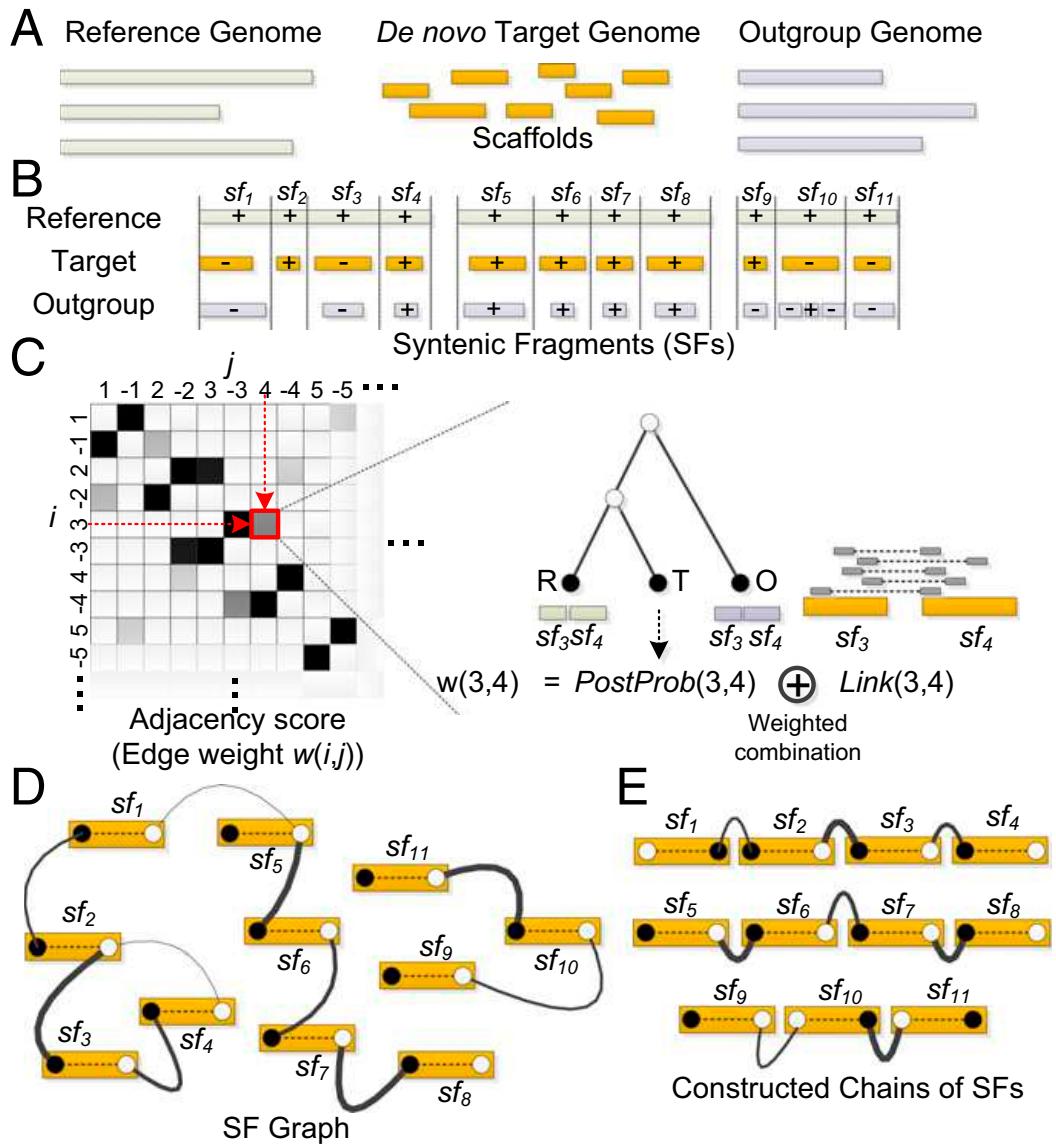 A
Reference Genome
De novo Target Genome
Outgroup Genome
Scaffolds
B
sf1 sf2 sf3 sf4 sf5 sf6 sf7 sf8 sf9 sf10 sf11
Reference + + + + + + + + + + +
Target - + - + + + + + + - -
Outgroup - - + + + + + - - + - -
Syntenic Fragments (SFs)
C
j
1 -1 2 -2 3 -3 4 -4 5 -5
i
1
-1
2
-2
3
-3
4
-4
5
-5
Adjacency score
(Edge weight w(i,j))
R T O
sf3 sf4
sf3 sf4
sf3 sf4
w(3,4) = PostProb(3,4) + Link(3,4)
Weighted
combination
D
sf1
sf5
sf11
sf2
sf6
sf9
sf10
sf3
sf4
sf7
sf8
SF Graph
E
sf1 sf2 sf3 sf4
sf5 sf6 sf7 sf8
sf9 sf10 sf11
Constructed Chains of SFs